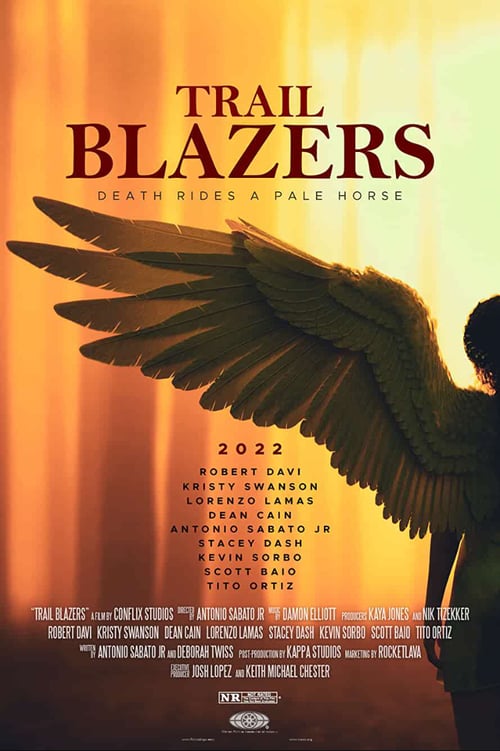 TRAIL
BLAZERS
DEATH RIDES A PALE HORSE
2022
ROBERT DAVI
KRISTY SWANSON
LORENZO LAMAS
DEAN CAIN
ANTONIO SABATO JR
STACEY DASH
KEVIN SORBO
SCOTT BAIO
TITO ORTIZ
"TRAIL BLAZERS" A FILM BY CONFLIX STUDIOS DIRECTED BY ANTONIO SABATO JR MUSIC BY DAMON ELLIOTT PRODUCERS KAYA JONES AND NIK TZEKKER
ROBERT DAVI KRISTY SWANSON DEAN CAIN LORENZO LAMAS STACEY DASH KEVIN SORBO SCOTT BAIO TITO ORTIZ
WRITTEN BY ANTONIO SABATO JR AND DEBORAH TWISS POST-PRODUCTION BY KAPPA STUDIOS MARKETING BY ROCKETLAVA
EXECUTIVE PRODUCER JOSH LOPEZ AND KEITH MICHAEL CHESTER
NR NOT RATED